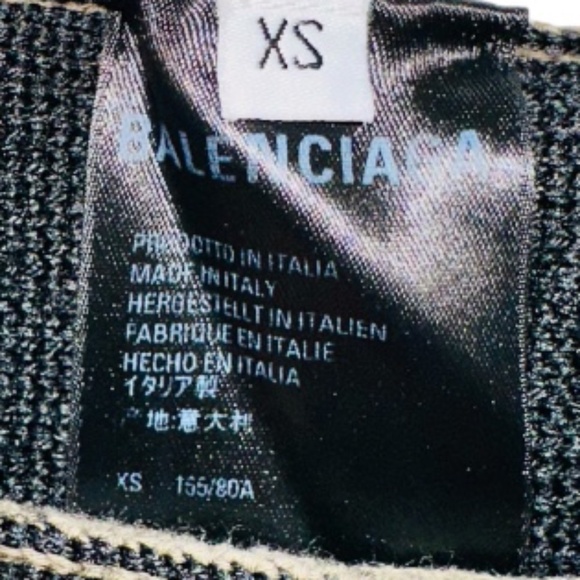 XS
BALENCIAGA
PRODOTTO IN ITALIA
MADE IN ITALY
HERGESTELLT IN ITALIEN
FABRIQUE EN ITALIE
HECHO EN ITALIA
イタリア製
产地:意大利
XS 155/80A